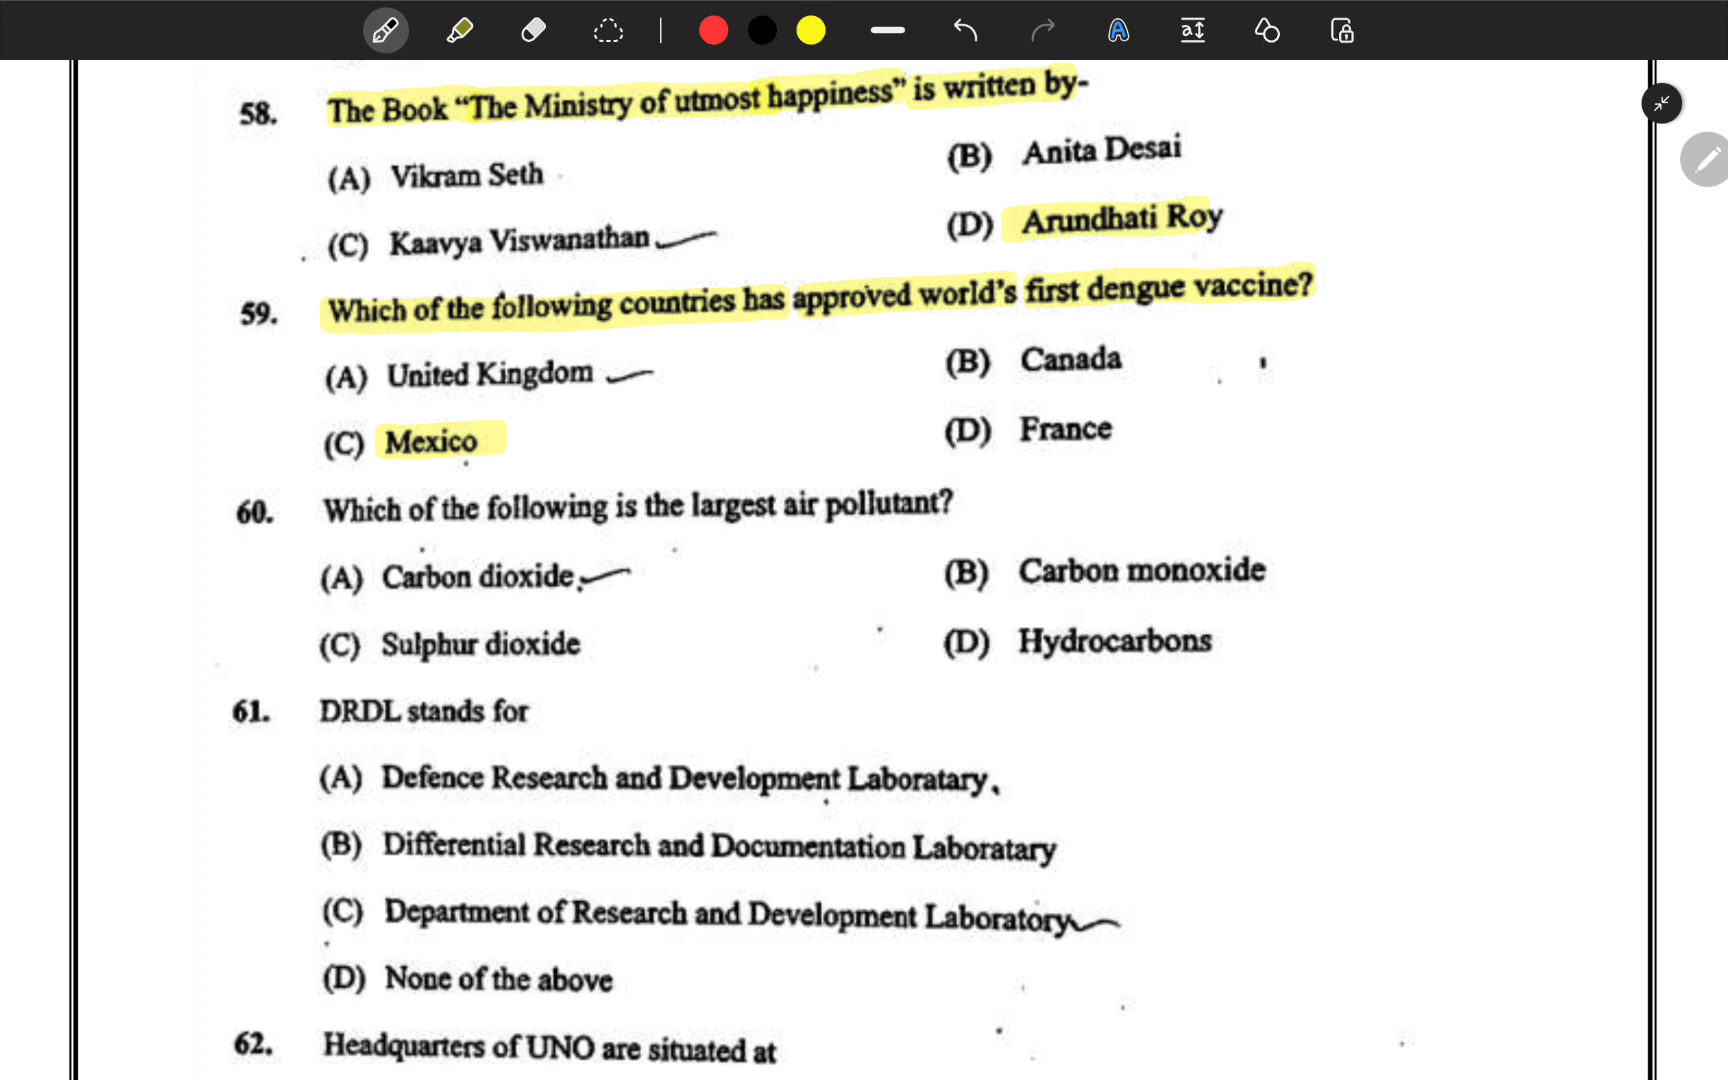 58. The Book “The Ministry of utmost happiness” is written by-
(A) Vikram Seth (B) Anita Desai
(C) Kaavya Viswanathan (D) Arundhati Roy
59. Which of the following countries has approved world’s first dengue vaccine?
(A) United Kingdom (B) Canada
(C) Mexico (D) France
60. Which of the following is the largest air pollutant?
(A) Carbon dioxide (B) Carbon monoxide
(C) Sulphur dioxide (D) Hydrocarbons
61. DRDL stands for
(A) Defence Research and Development Laboratary
(B) Differential Research and Documentation Laboratary
(C) Department of Research and Development Laboratory
(D) None of the above
62. Headquarters of UNO are situated at